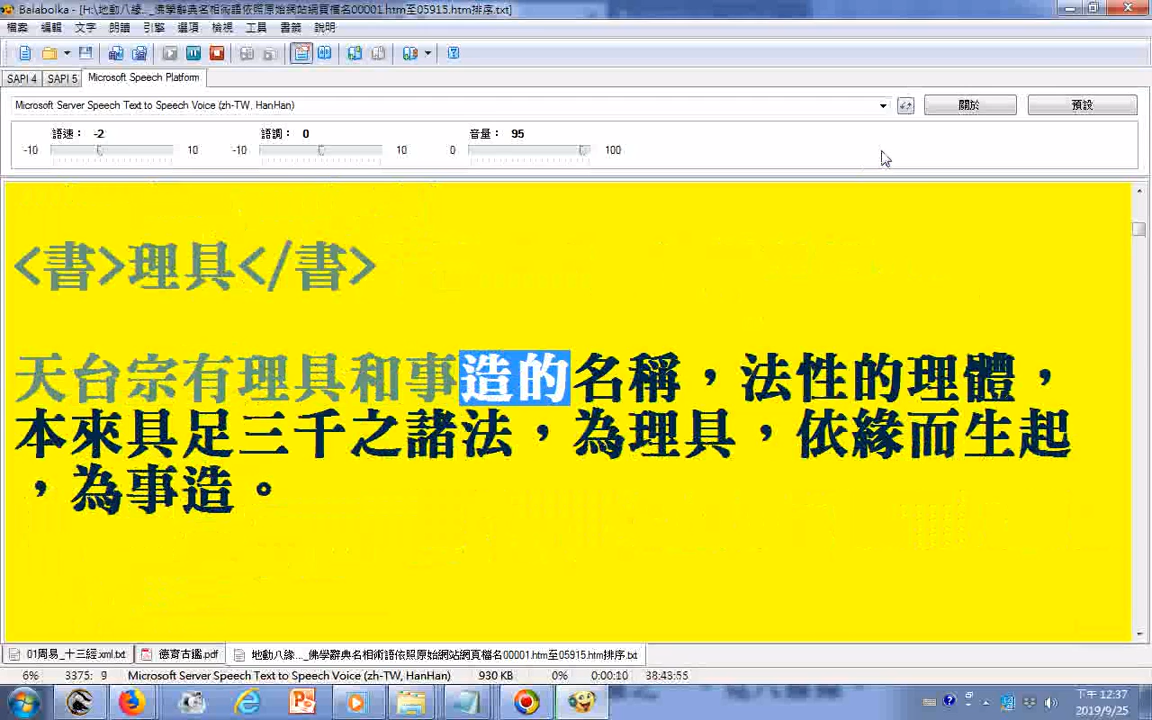 Balabolka - [H:\地動八緣..._佛學辭典名相術語依照原始網站網頁檔名00001.htm至05915.htm排序.txt]
檔案 編輯 文字 朗讀 引擎 選項 檢視 工具 書籤 說明
SAPI 4 SAPI 5 Microsoft Speech Platform
Microsoft Server Speech Text to Speech Voice (zh-TW, HanHan) 關於 預設
語速： -2 語調： 0 音量： 95
-10 10 -10 10 0 100
<書>理具</書>
天台宗有理具和事造的名稱，法性的理體，
本來具足三千之諸法，為理具，依緣而生起
，為事造。
01周易_十三經.xml.txt 德育古鑑.pdf 地動八緣..._佛學辭典名相術語依照原始網站網頁檔名00001.htm至05915.htm排序.txt
6% 3375: 9 Microsoft Server Speech Text to Speech Voice (zh-TW, HanHan) 930 KB 0% 0:00:10 38:43:55
下午 12:37
2019/9/25